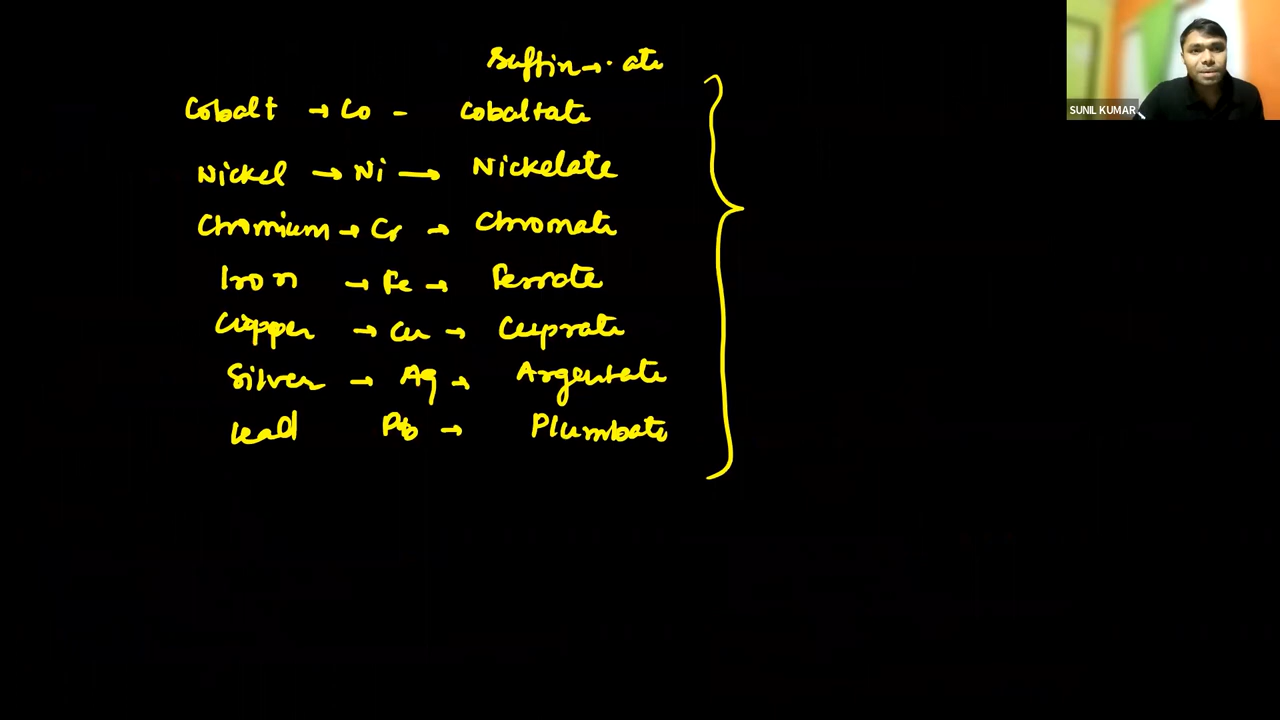 Suffix → ate
Cobalt → Co - Cobaltate
Nickel → Ni → Nickelate
Chromium → Cr → Chromate
Iron → Fe → Ferrate
Copper → Cu → Cuprate
Silver → Ag → Argentate
Lead Pb → Plumbate
SUNIL KUMAR